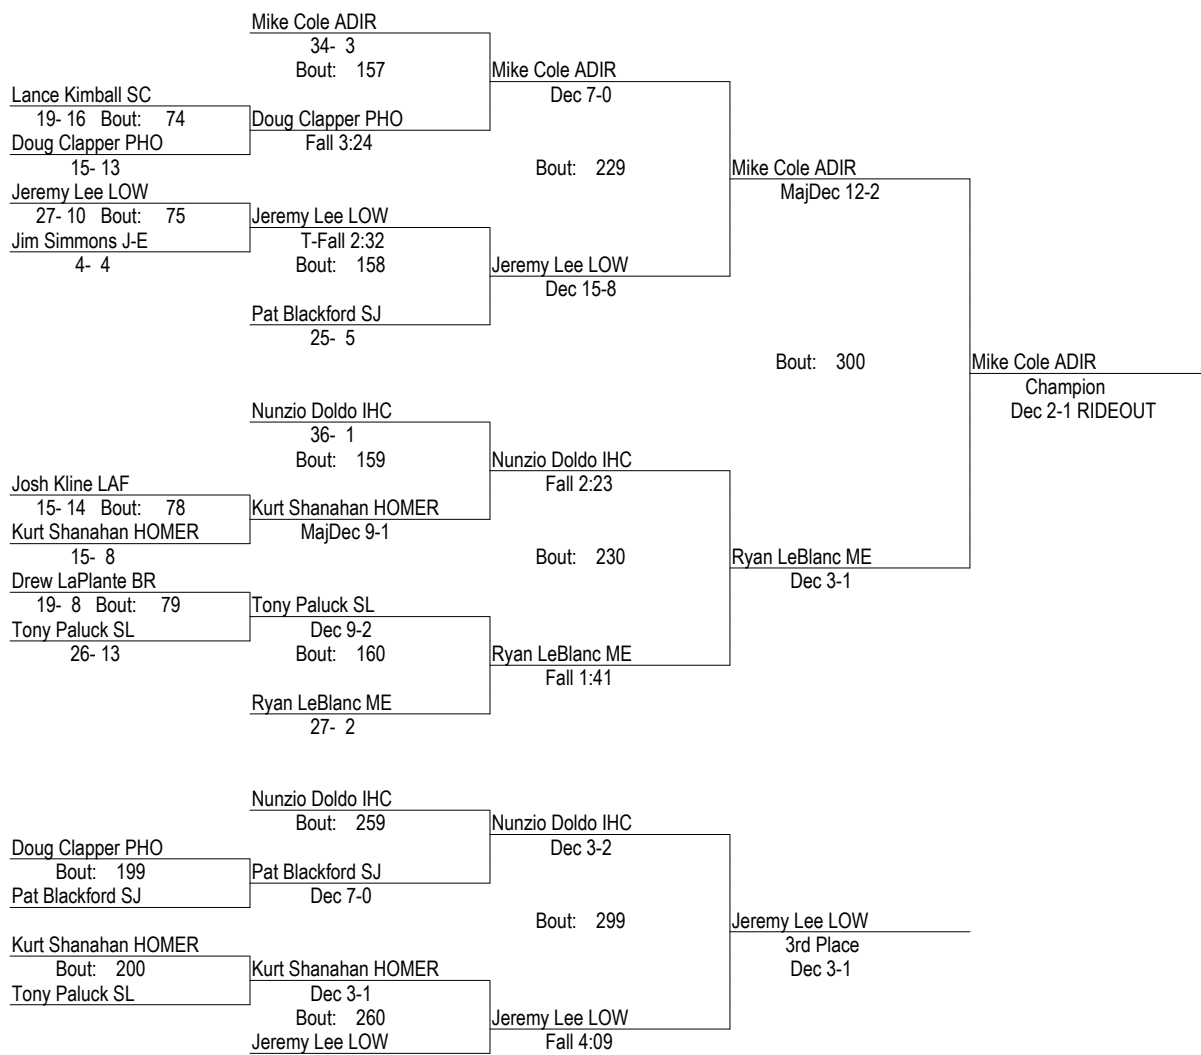 Mike Cole ADIR
34- 3
Bout: 157
Mike Cole ADIR
Dec 7-0
Lance Kimball SC
19- 16 Bout: 74
Doug Clapper PHO
Doug Clapper PHO
Fall 3:24
15- 13
Bout: 229
Mike Cole ADIR
MajDec 12-2
Jeremy Lee LOW
27- 10 Bout: 75
Jeremy Lee LOW
Jim Simmons J-E
T-Fall 2:32
4- 4
Bout: 158
Jeremy Lee LOW
Dec 15-8
Pat Blackford SJ
25- 5
Bout: 300
Mike Cole ADIR
Champion
Dec 2-1 RIDEOUT
Nunzio Doldo IHC
36- 1
Bout: 159
Nunzio Doldo IHC
Fall 2:23
Josh Kline LAF
15- 14 Bout: 78
Kurt Shanahan HOMER
Kurt Shanahan HOMER
MajDec 9-1
15- 8
Bout: 230
Ryan LeBlanc ME
Dec 3-1
Drew LaPlante BR
19- 8 Bout: 79
Tony Paluck SL
Tony Paluck SL
Dec 9-2
26- 13
Bout: 160
Ryan LeBlanc ME
Fall 1:41
Ryan LeBlanc ME
27- 2
Nunzio Doldo IHC
Bout: 259
Nunzio Doldo IHC
Dec 3-2
Doug Clapper PHO
Bout: 199
Pat Blackford SJ
Pat Blackford SJ
Dec 7-0
Bout: 299
Jeremy Lee LOW
3rd Place
Dec 3-1
Kurt Shanahan HOMER
Bout: 200
Kurt Shanahan HOMER
Tony Paluck SL
Dec 3-1
Bout: 260
Jeremy Lee LOW
Fall 4:09
Jeremy Lee LOW